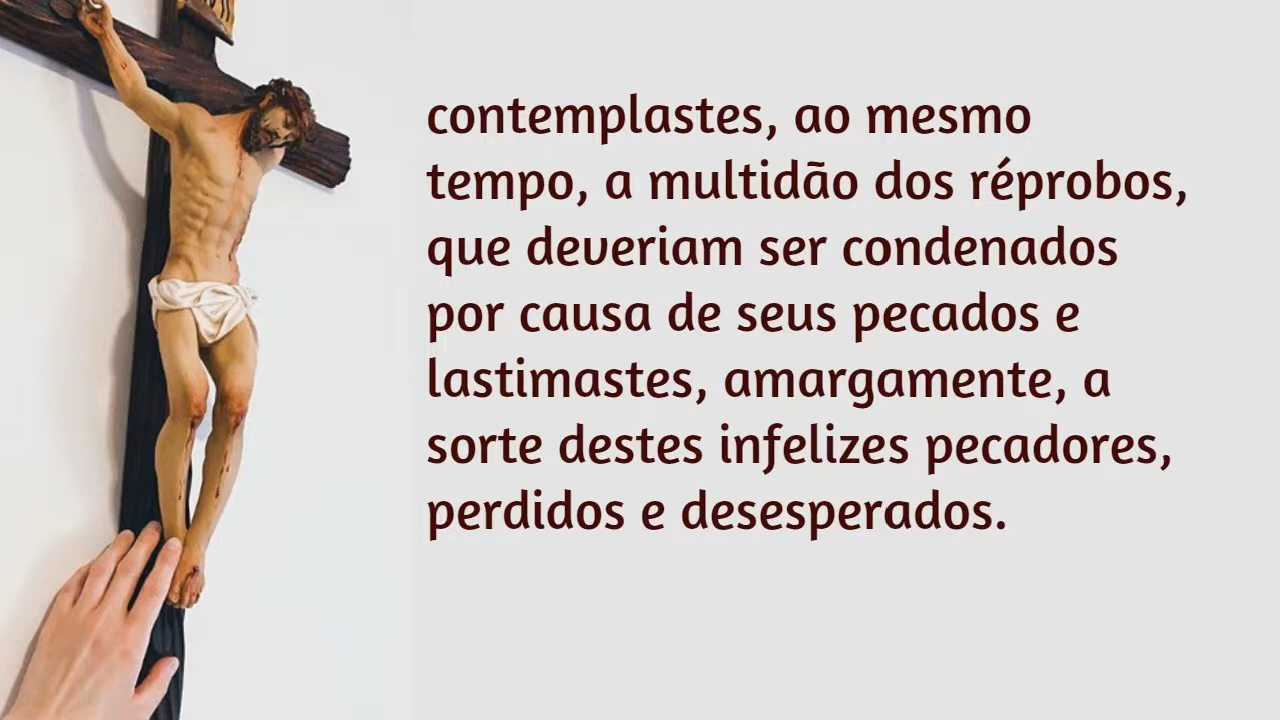 contemplastes, ao mesmo
tempo, a multidão dos réprobos,
que deveriam ser condenados
por causa de seus pecados e
lastimastes, amargamente, a
sorte destes infelizes pecadores,
perdidos e desesperados.